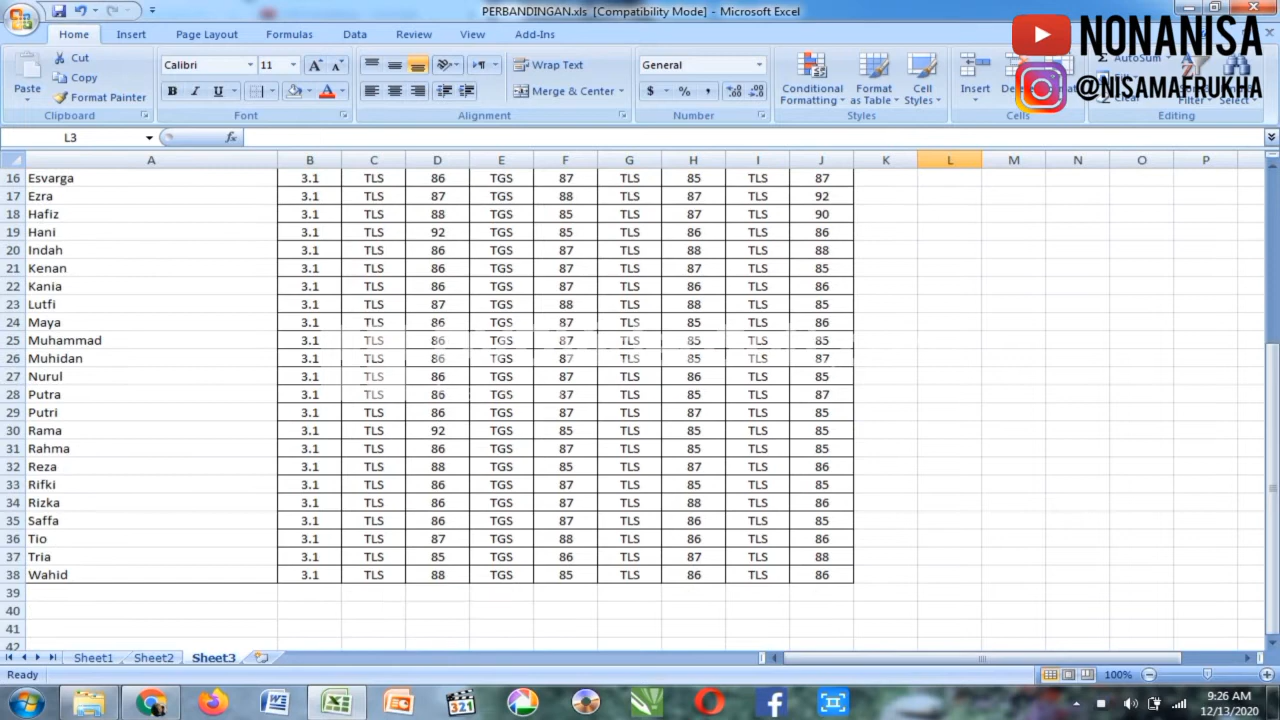 PERBANDINGAN.xls [Compatibility Mode] - Microsoft Excel
NONANISA
@NISAMAFRUKHA
Home Insert Page Layout Formulas Data Review View Add-Ins
Cut
Copy
Format Painter
Paste
Calibri 11
B I U
Wrap Text
Merge & Center
General
$ % ,
Conditional Formatting
Format as Table
Cell Styles
Insert
AutoSum
Clear
Filter Select
Clipboard Font Alignment Number Styles Cells Editing
L3 fx
A B C D E F G H I J K L M N O P
16 Esvarga 3.1 TLS 86 TGS 87 TLS 85 TLS 87
17 Ezra 3.1 TLS 87 TGS 88 TLS 87 TLS 92
18 Hafiz 3.1 TLS 88 TGS 85 TLS 87 TLS 90
19 Hani 3.1 TLS 92 TGS 85 TLS 86 TLS 86
20 Indah 3.1 TLS 86 TGS 87 TLS 88 TLS 88
21 Kenan 3.1 TLS 86 TGS 87 TLS 87 TLS 85
22 Kania 3.1 TLS 86 TGS 87 TLS 86 TLS 86
23 Lutfi 3.1 TLS 87 TGS 88 TLS 88 TLS 85
24 Maya 3.1 TLS 86 TGS 87 TLS 85 TLS 86
25 Muhammad 3.1 TLS 86 TGS 87 TLS 85 TLS 85
26 Muhidan 3.1 TLS 86 TGS 87 TLS 85 TLS 87
27 Nurul 3.1 TLS 86 TGS 87 TLS 86 TLS 85
28 Putra 3.1 TLS 86 TGS 87 TLS 85 TLS 87
29 Putri 3.1 TLS 86 TGS 87 TLS 87 TLS 85
30 Rama 3.1 TLS 92 TGS 85 TLS 85 TLS 85
31 Rahma 3.1 TLS 86 TGS 87 TLS 85 TLS 85
32 Reza 3.1 TLS 88 TGS 85 TLS 87 TLS 86
33 Rifki 3.1 TLS 86 TGS 87 TLS 85 TLS 85
34 Rizka 3.1 TLS 86 TGS 87 TLS 88 TLS 86
35 Saffa 3.1 TLS 86 TGS 87 TLS 86 TLS 85
36 Tio 3.1 TLS 87 TGS 88 TLS 86 TLS 86
37 Tria 3.1 TLS 85 TGS 86 TLS 87 TLS 88
38 Wahid 3.1 TLS 88 TGS 85 TLS 86 TLS 86
39
40
41
42
Sheet1 Sheet2 Sheet3
Ready 100%
321
9:26 AM
12/13/2020